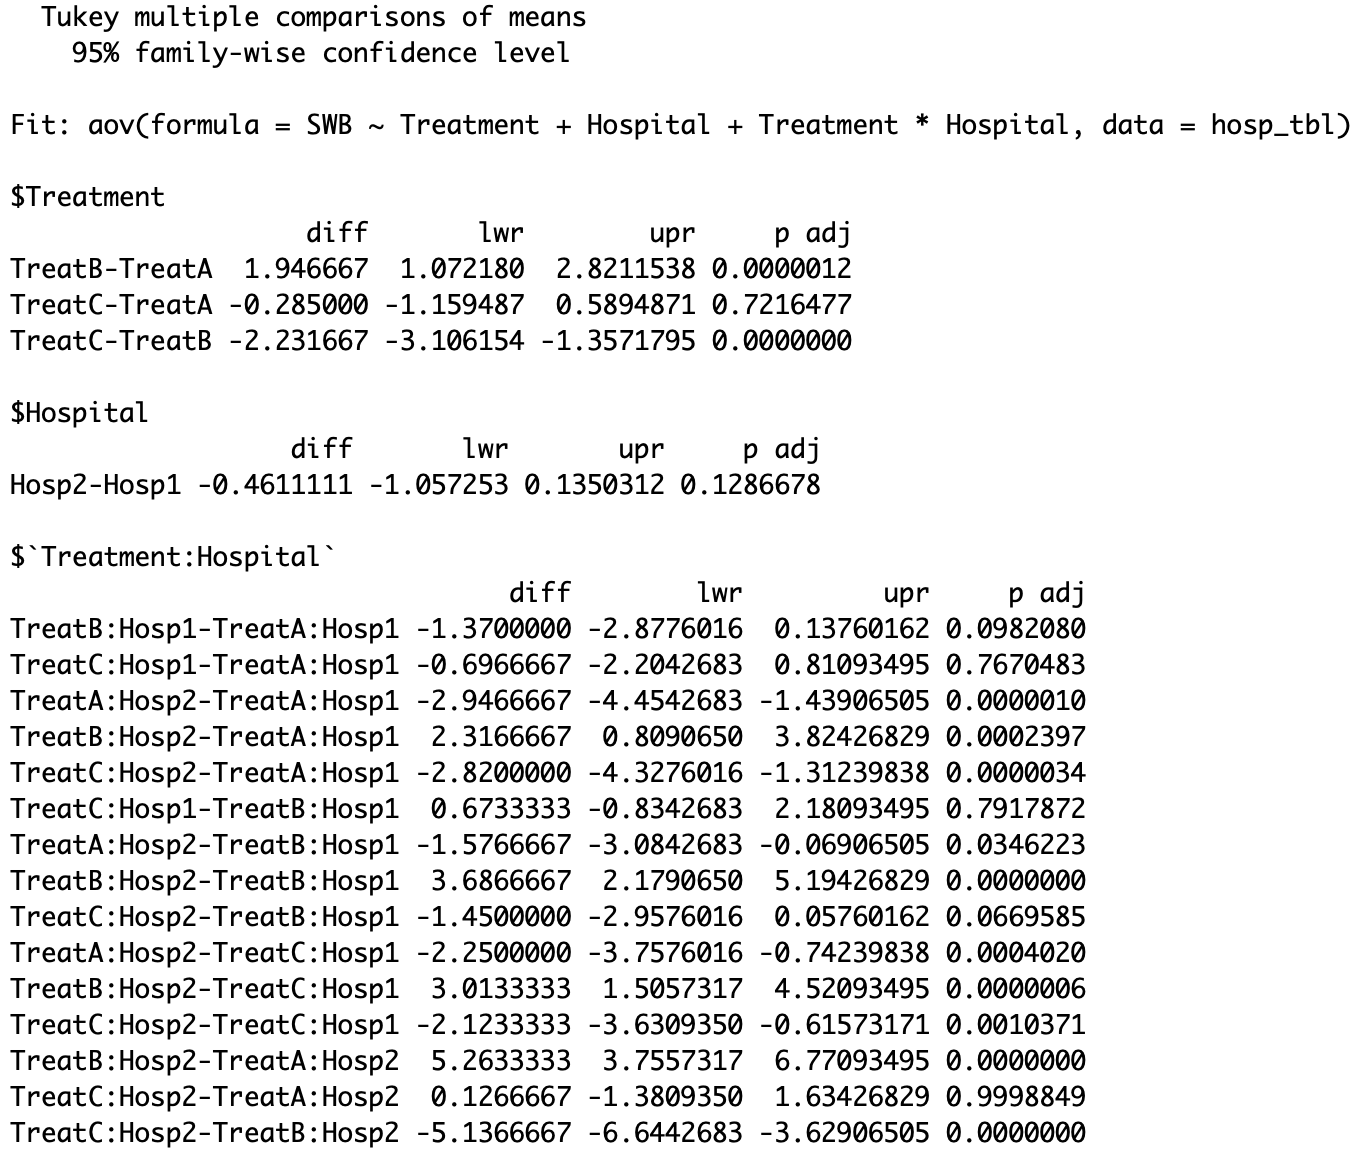 Tukey multiple comparisons of means
95% family-wise confidence level
Fit: aov(formula = SWB ~ Treatment + Hospital + Treatment * Hospital, data = hosp_tbl)
$Treatment
diff lwr upr p adj
TreatB-TreatA 1.946667 1.072180 2.8211538 0.0000012
TreatC-TreatA -0.285000 -1.159487 0.5894871 0.7216477
TreatC-TreatB -2.231667 -3.106154 -1.3571795 0.0000000
$Hospital
diff lwr upr p adj
Hosp2-Hosp1 -0.4611111 -1.057253 0.1350312 0.1286678
$`Treatment:Hospital`
diff lwr upr p adj
TreatB:Hosp1-TreatA:Hosp1 -1.3700000 -2.8776016 0.13760162 0.0982080
TreatC:Hosp1-TreatA:Hosp1 -0.6966667 -2.2042683 0.81093495 0.7670483
TreatA:Hosp2-TreatA:Hosp1 -2.9466667 -4.4542683 -1.43906505 0.0000010
TreatB:Hosp2-TreatA:Hosp1 2.3166667 0.8090650 3.82426829 0.0002397
TreatC:Hosp2-TreatA:Hosp1 -2.8200000 -4.3276016 -1.31239838 0.0000034
TreatC:Hosp1-TreatB:Hosp1 0.6733333 -0.8342683 2.18093495 0.7917872
TreatA:Hosp2-TreatB:Hosp1 -1.5766667 -3.0842683 -0.06906505 0.0346223
TreatB:Hosp2-TreatB:Hosp1 3.6866667 2.1790650 5.19426829 0.0000000
TreatC:Hosp2-TreatB:Hosp1 -1.4500000 -2.9576016 0.05760162 0.0669585
TreatA:Hosp2-TreatC:Hosp1 -2.2500000 -3.7576016 -0.74239838 0.0004020
TreatB:Hosp2-TreatC:Hosp1 3.0133333 1.5057317 4.52093495 0.0000006
TreatC:Hosp2-TreatC:Hosp1 -2.1233333 -3.6309350 -0.61573171 0.0010371
TreatB:Hosp2-TreatA:Hosp2 5.2633333 3.7557317 6.77093495 0.0000000
TreatC:Hosp2-TreatA:Hosp2 0.1266667 -1.3809350 1.63426829 0.9998849
TreatC:Hosp2-TreatB:Hosp2 -5.1366667 -6.6442683 -3.62906505 0.0000000